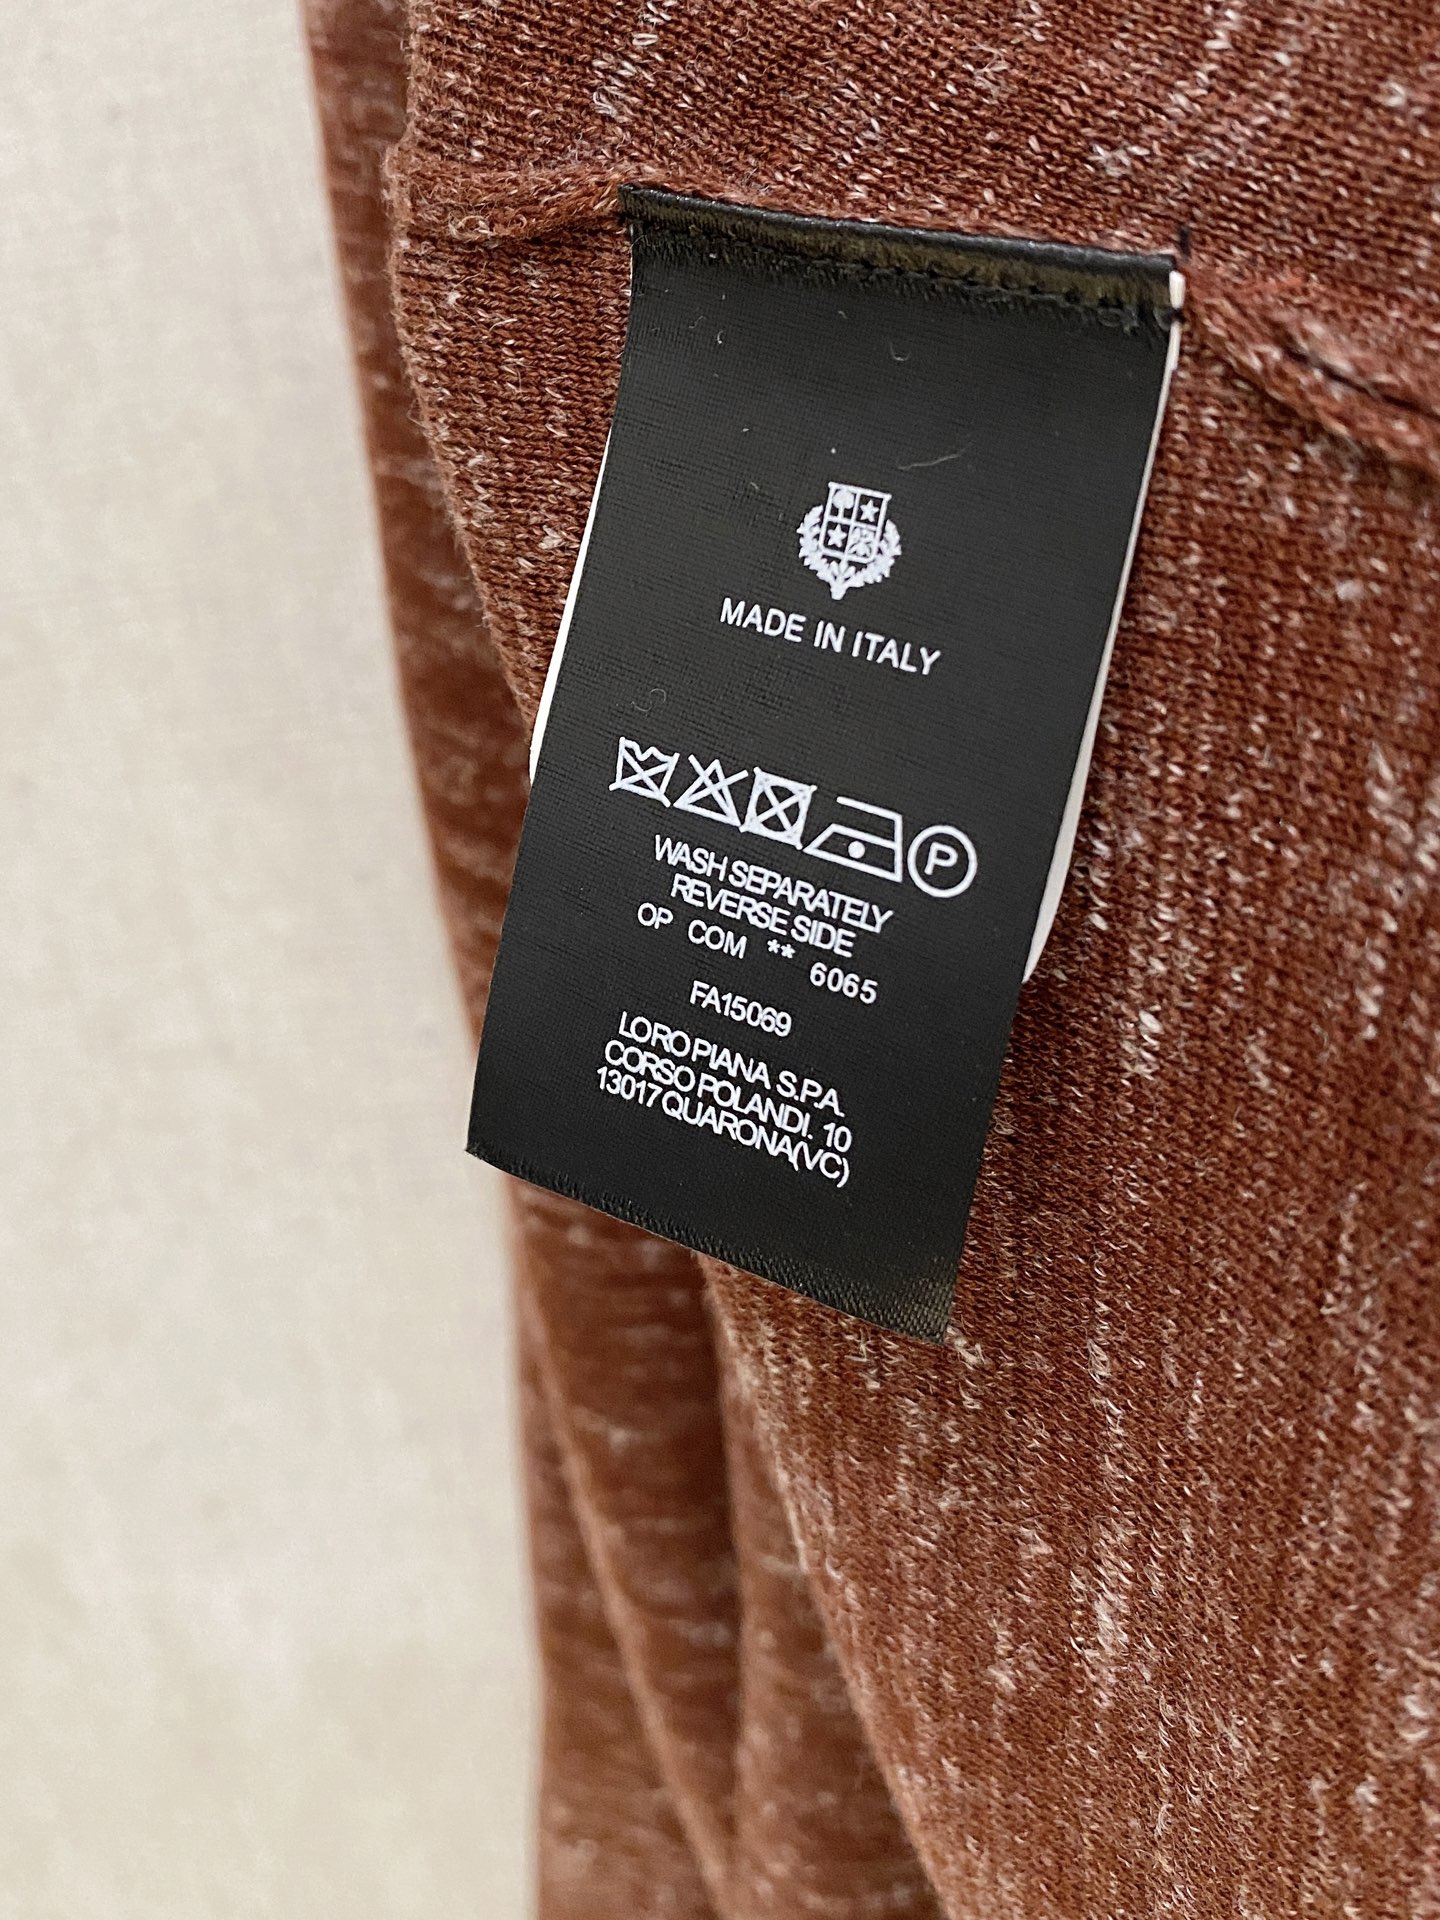 MADE IN ITALY
P
WASH SEPARATELY
REVERSE SIDE
OP COM ** 6065
FA15069
LORO PIANA S.P.A.
CORSO POLANDI. 10
13017 QUARONA(VC)